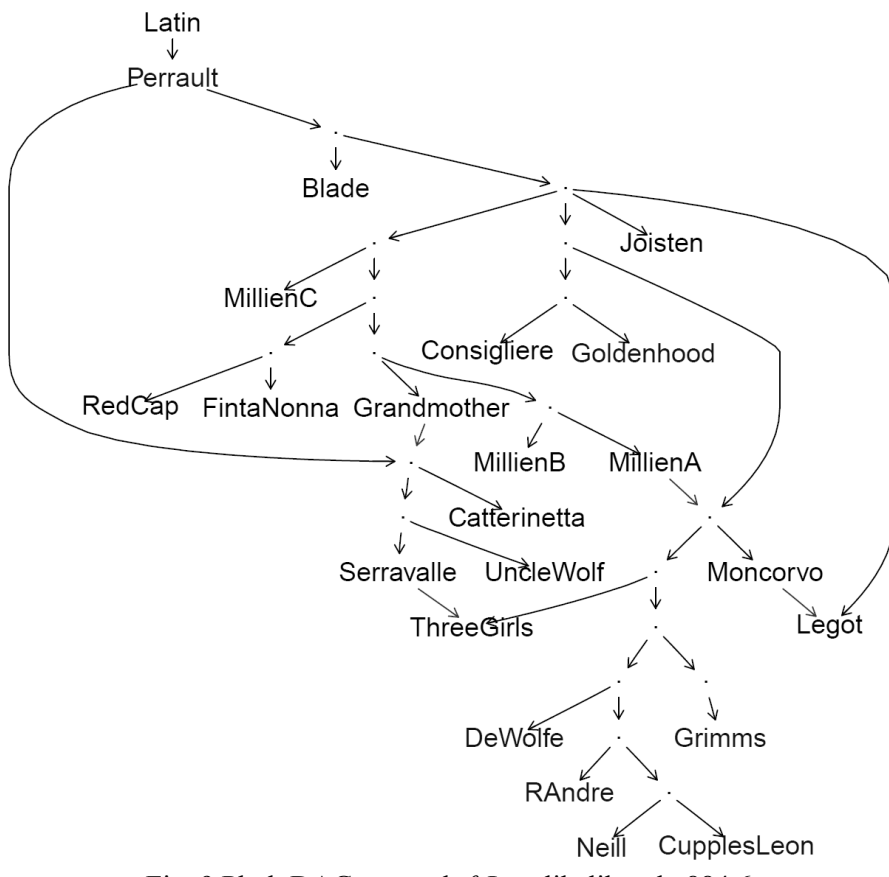 Latin
Perrault
Blade
Joisten
MillienC
Consigliere Goldenhood
RedCap FintaNonna Grandmother
MillienB MillienA
Catterinetta
Serravalle UncleWolf Moncorvo
ThreeGirls Legot
DeWolfe Grimms
RAndre
Neill CupplesLeon